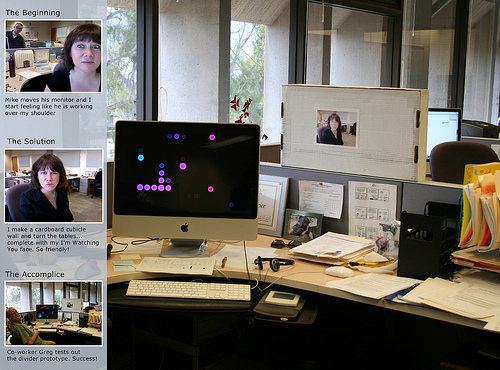 The Beginning
Mike moves his monitor and I
start feeling like he is working
over my shoulder
The Solution
I make a cardboard cubicle
wall and turn the tables...
complete with my I'm Watching
You face. So friendly!
The Accomplice
Co-worker Greg tests out
the divider prototype. Success!